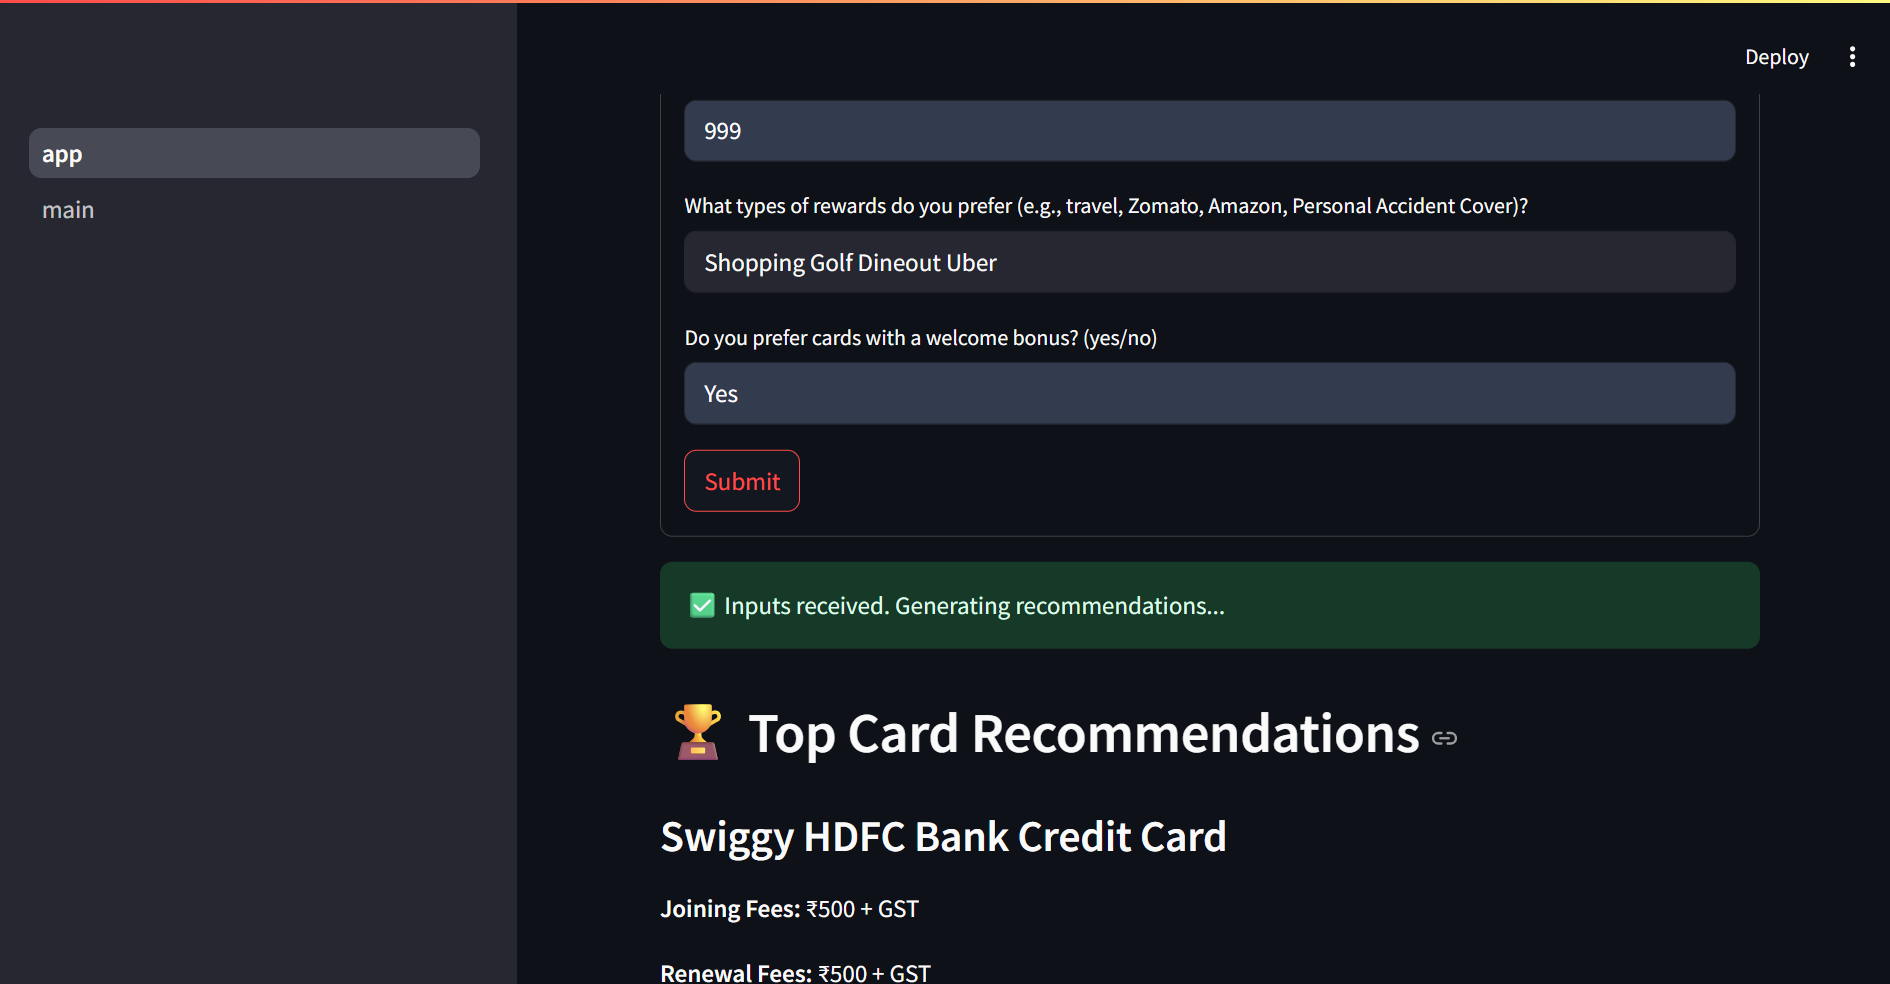 Deploy
app
main
999
What types of rewards do you prefer (e.g., travel, Zomato, Amazon, Personal Accident Cover)?
Shopping Golf Dineout Uber
Do you prefer cards with a welcome bonus? (yes/no)
Yes
Submit
Inputs received. Generating recommendations...
Top Card Recommendations
Swiggy HDFC Bank Credit Card
Joining Fees: ₹500 + GST
Renewal Fees: ₹500 + GST